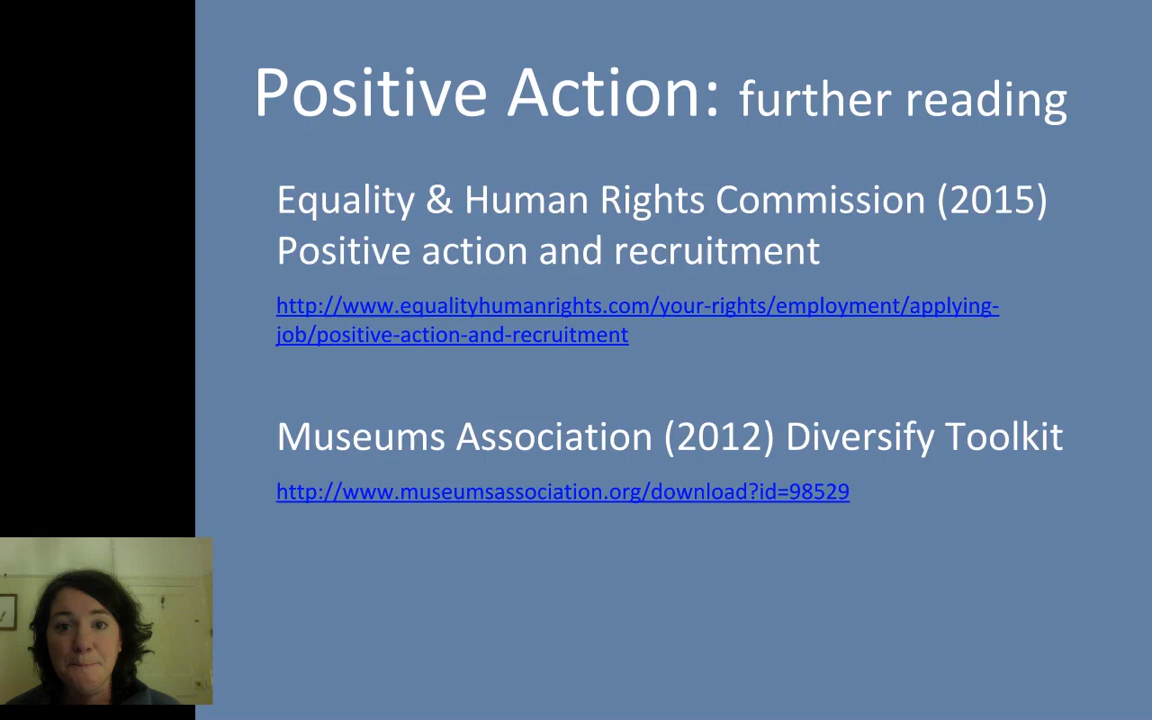 Positive Action: further reading
Equality & Human Rights Commission (2015)
Positive action and recruitment
http://www.equalityhumanrights.com/your-rights/employment/applying-
job/positive-action-and-recruitment
Museums Association (2012) Diversify Toolkit
http://www.museumsassociation.org/download?id=98529